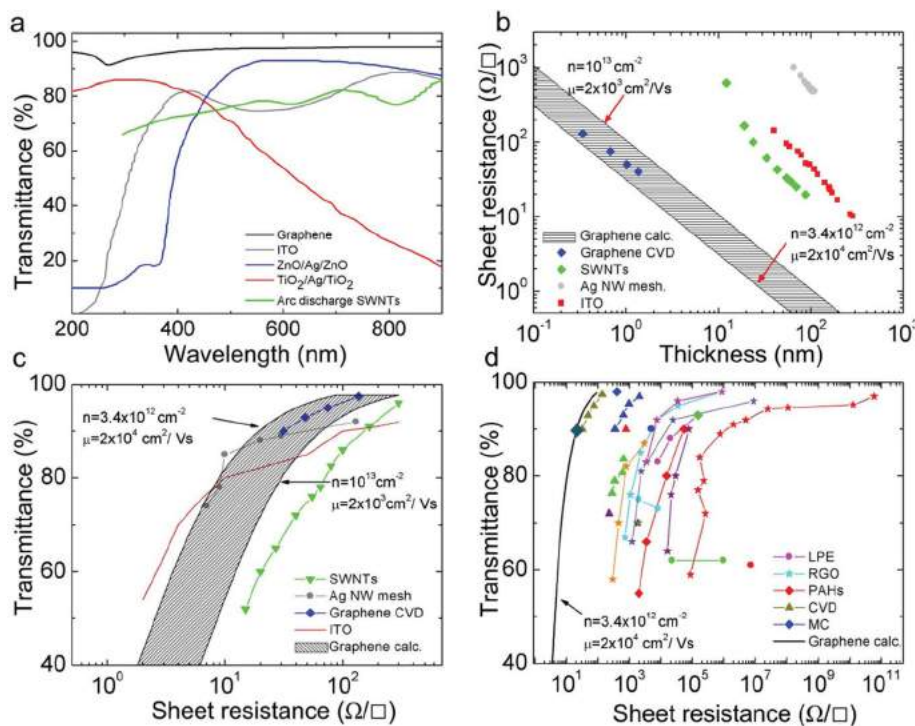 a
Transmittance (%)
100
80
60
40
20
Graphene
ITO
ZnO/Ag/ZnO
TiO₂/Ag/TiO₂
Arc discharge SWNTs
200 400 600 800
Wavelength (nm)
b
Sheet resistance (Ω/□)
10³
10²
10¹
10⁰
n=10¹³cm⁻²
μ=2x10³cm²/Vs
n=3.4x10¹²cm⁻²
μ=2x10⁴cm²/Vs
Graphene calc.
Graphene CVD
SWNTs
Ag NW mesh.
ITO
10⁻¹ 10⁰ 10¹ 10² 10³
Thickness (nm)
c
Transmittance (%)
100
80
60
40
n=3.4x10¹²cm⁻²
μ=2x10⁴cm²/ Vs
n=10¹³cm⁻²
μ=2x10³cm²/ Vs
SWNTs
Ag NW mesh
Graphene CVD
ITO
Graphene calc.
10⁰ 10¹ 10²
Sheet resistance (Ω/□)
d
Transmittance (%)
100
80
60
40
n=3.4x10¹²cm⁻²
μ=2x10⁴cm²/Vs
LPE
RGO
PAHs
CVD
MC
Graphene calc.
10¹ 10³ 10⁵ 10⁷ 10⁹ 10¹¹
Sheet resistance (Ω/□)